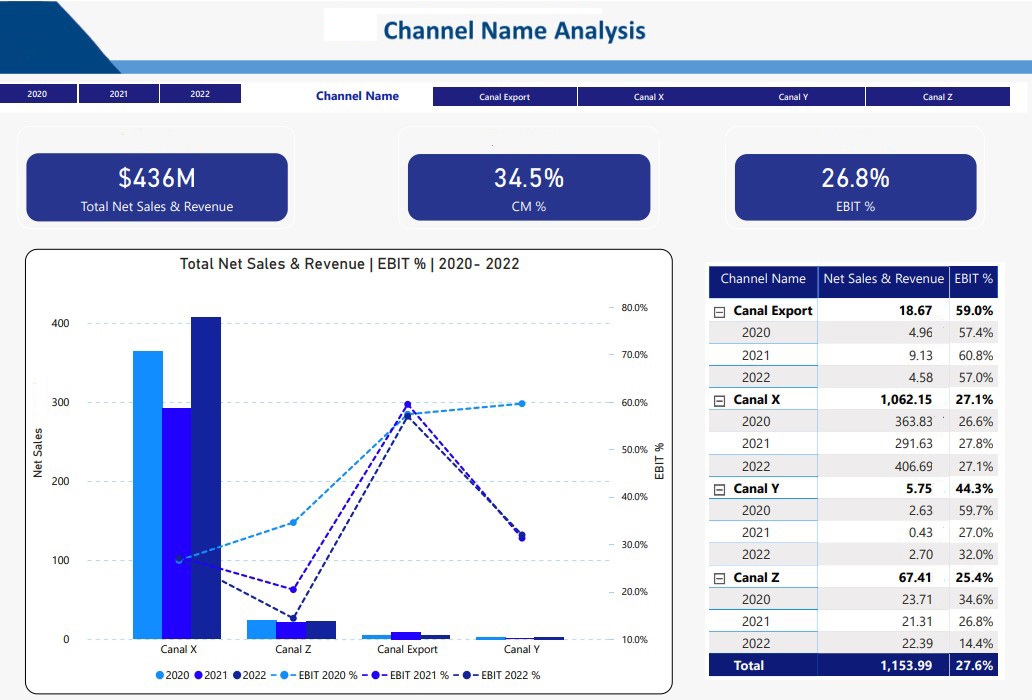 Channel Name Analysis
2020 2021 2022 Channel Name Canal Export Canal X Canal Y Canal Z
$436M 34.5% 26.8%
Total Net Sales & Revenue CM % EBIT %
Total Net Sales & Revenue | EBIT % | 2020- 2022
80.0%
400
70.0%
300 60.0%
50.0%
Net Sales
EBIT %
200
40.0%
100 30.0%
20.0%
0 10.0%
Canal X Canal Z Canal Export Canal Y
2020 2021 2022 EBIT 2020 % EBIT 2021 % EBIT 2022 %
Channel Name Net Sales & Revenue EBIT %
Canal Export 18.67 59.0%
2020 4.96 57.4%
2021 9.13 60.8%
2022 4.58 57.0%
Canal X 1,062.15 27.1%
2020 363.83 26.6%
2021 291.63 27.8%
2022 406.69 27.1%
Canal Y 5.75 44.3%
2020 2.63 59.7%
2021 0.43 27.0%
2022 2.70 32.0%
Canal Z 67.41 25.4%
2020 23.71 34.6%
2021 21.31 26.8%
2022 22.39 14.4%
Total 1,153.99 27.6%